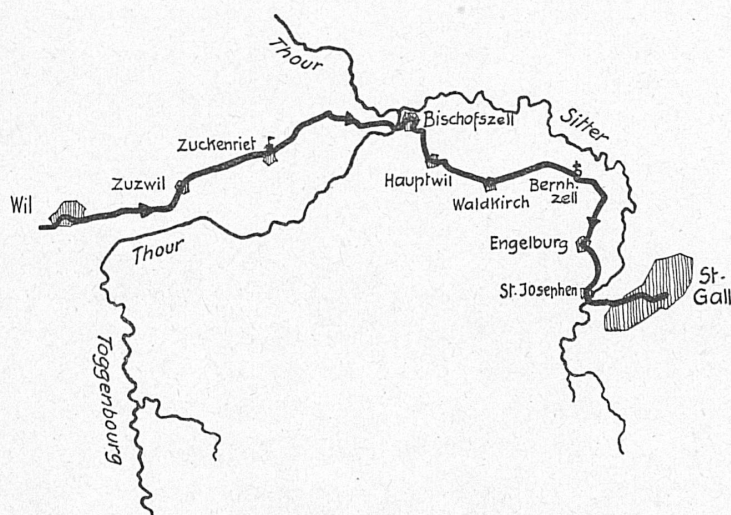 Thour
Bischofszell
Sitter
Zuckenriet
Zuzwil
Hauptwil
Bernh.
zell
Waldkirch
Wil
Thour
Engelburg
St-
Gall
St. Josephen
Toggenbourg